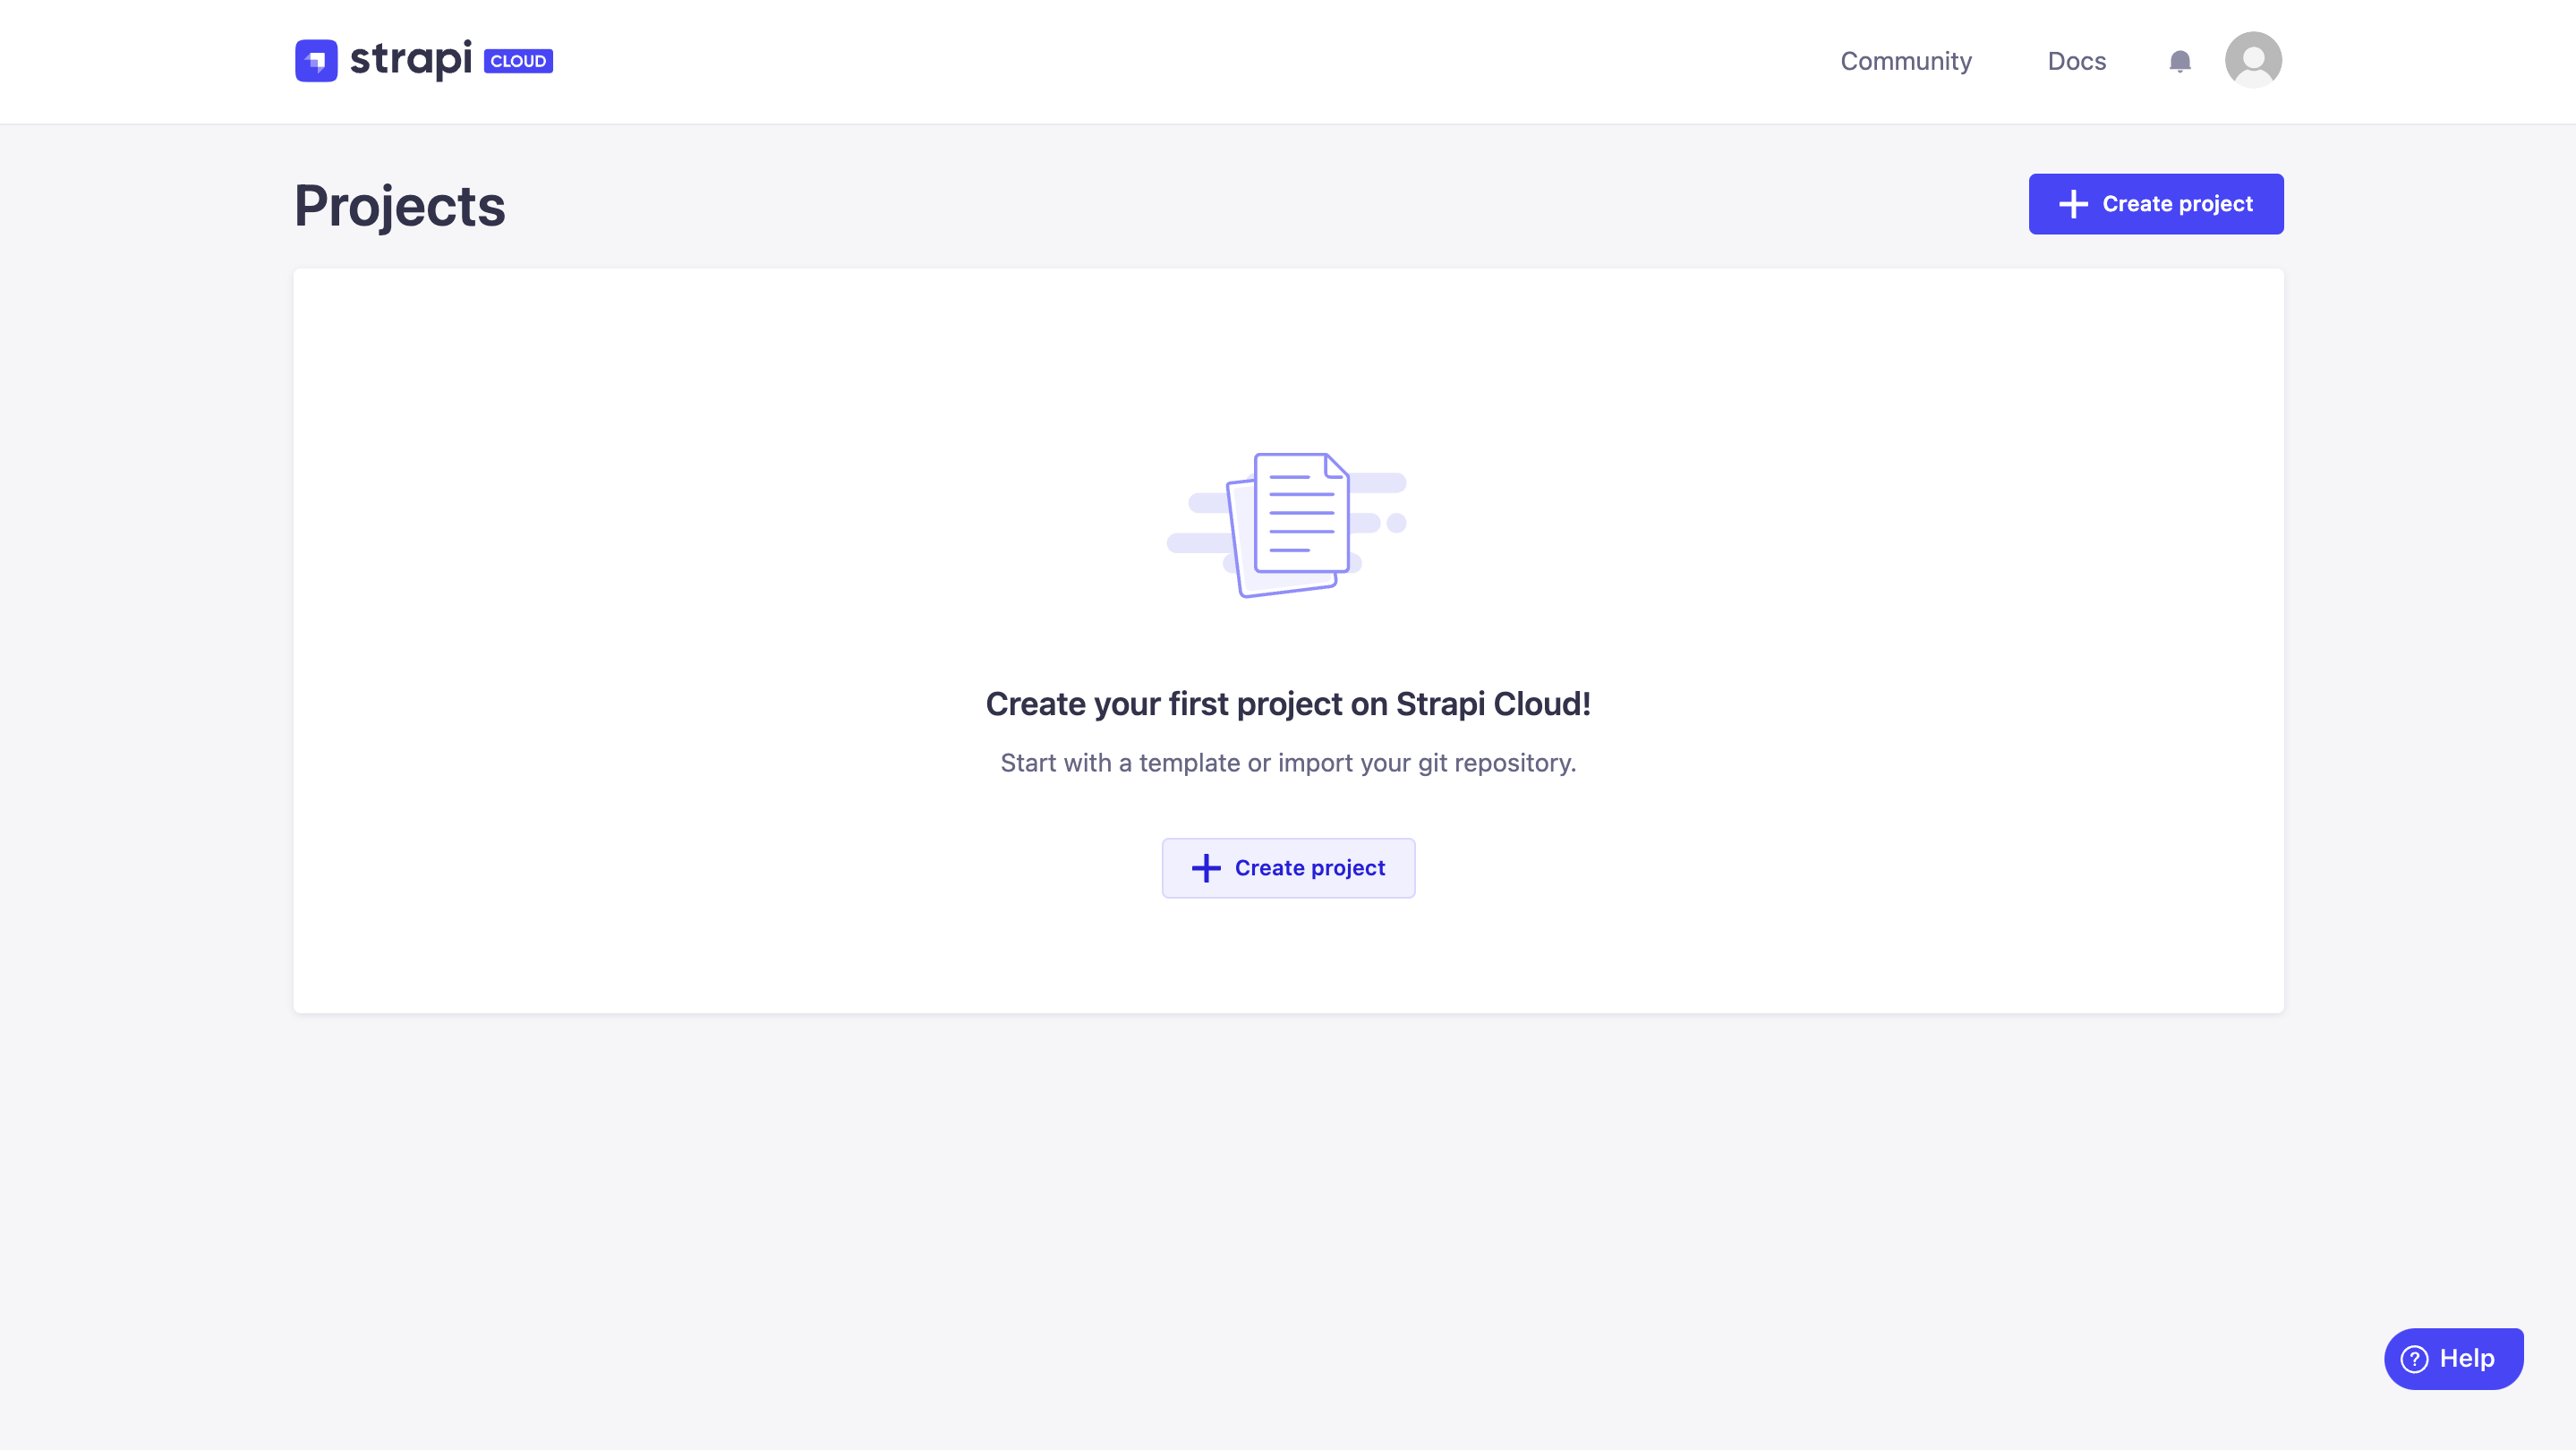 strapi CLOUD
Community
Docs
Projects
Create project
Create your first project on Strapi Cloud!
Start with a template or import your git repository.
Create project
? Help